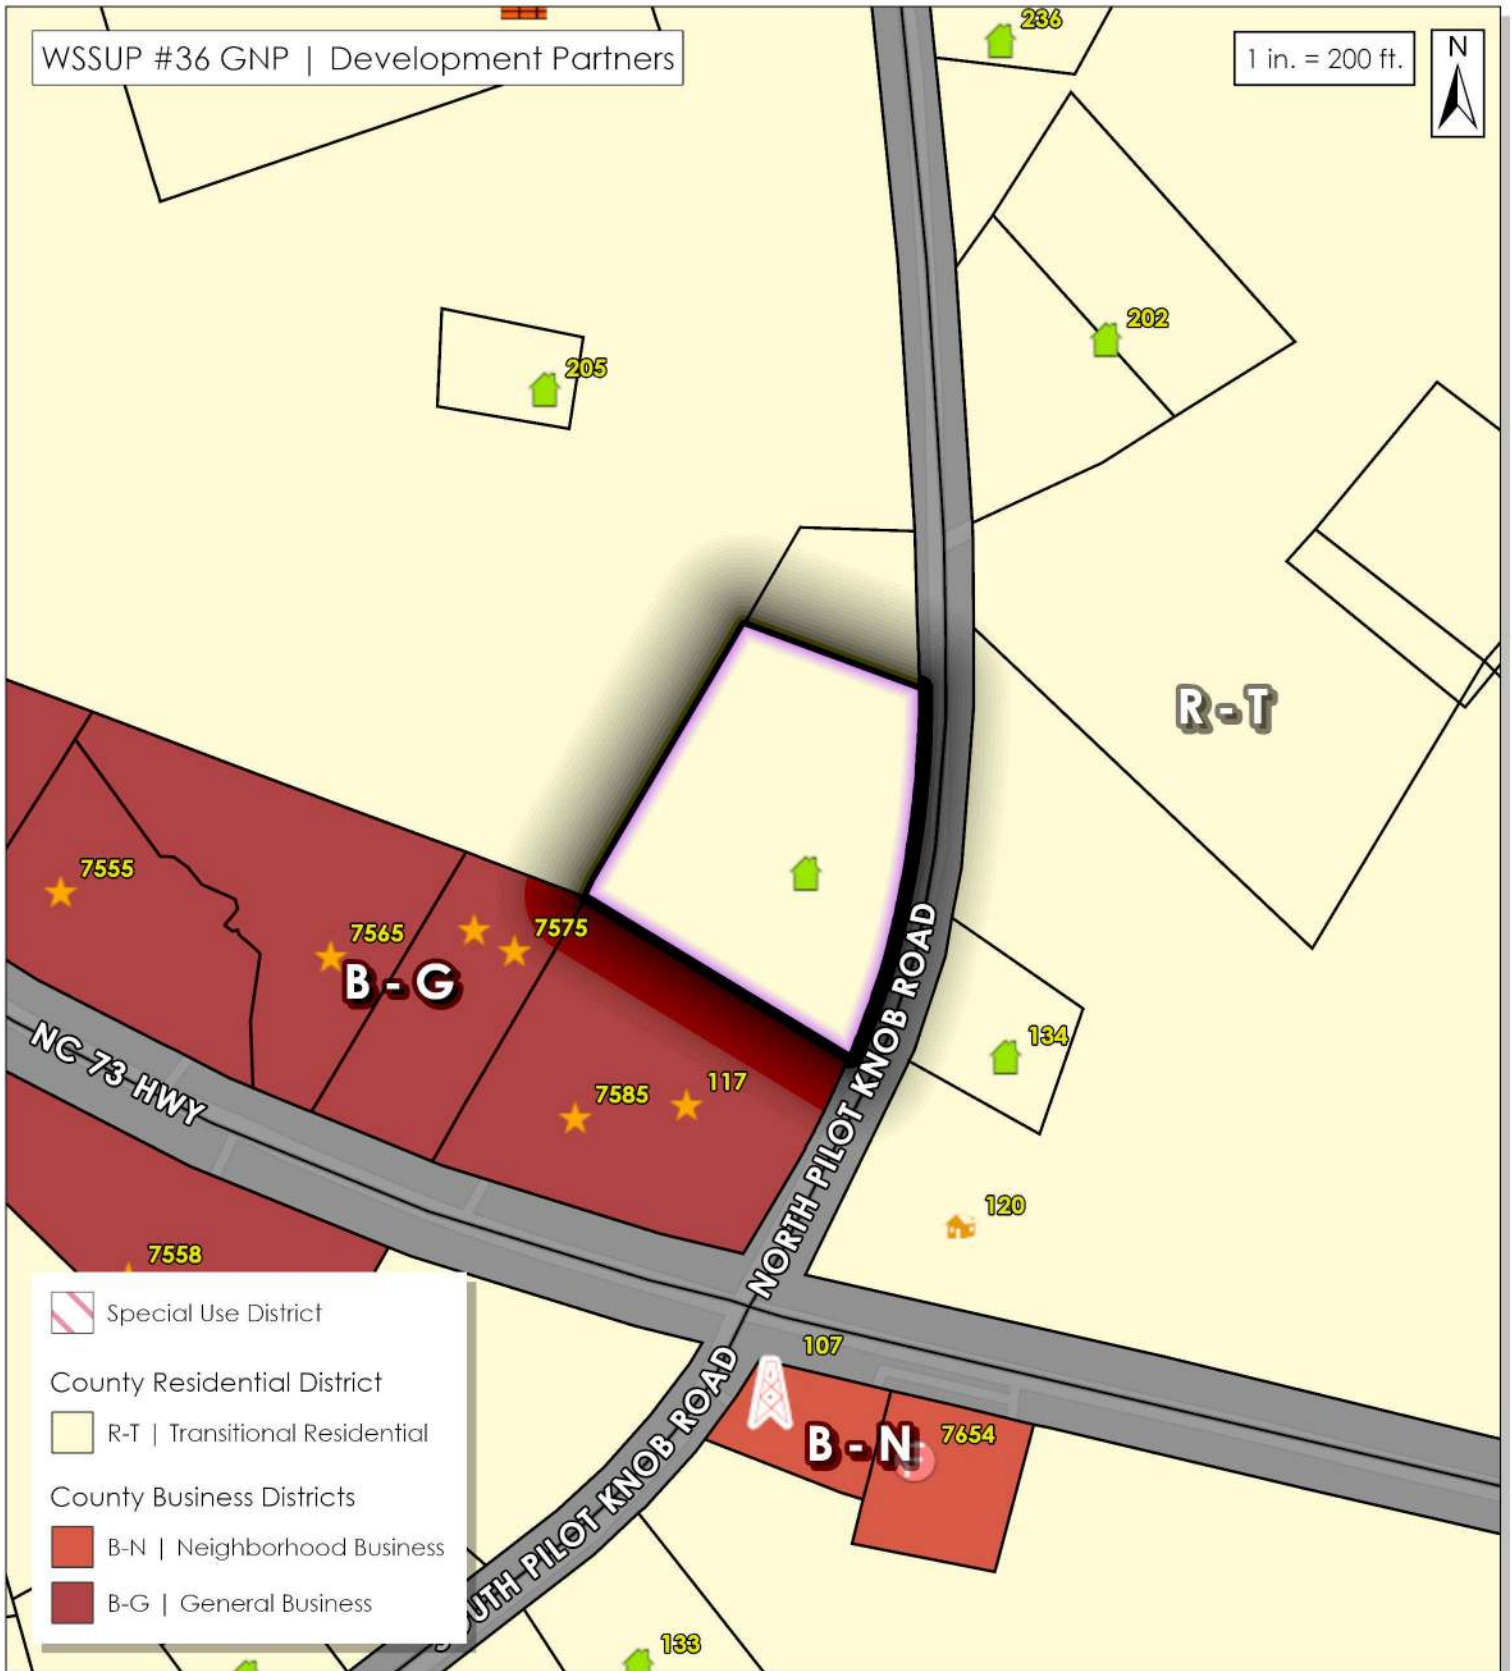 236
WSSUP #36 GNP | Development Partners
1 in. = 200 ft.
N
202
205
R - T
7555
7565
7575
B - G
134
NC 73 HWY
7585
117
NORTH PILOT KNOB ROAD
120
7558
107
SOUTH PILOT KNOB ROAD
B - N
7654
133
Special Use District
County Residential District
R-T | Transitional Residential
County Business Districts
B-N | Neighborhood Business
B-G | General Business